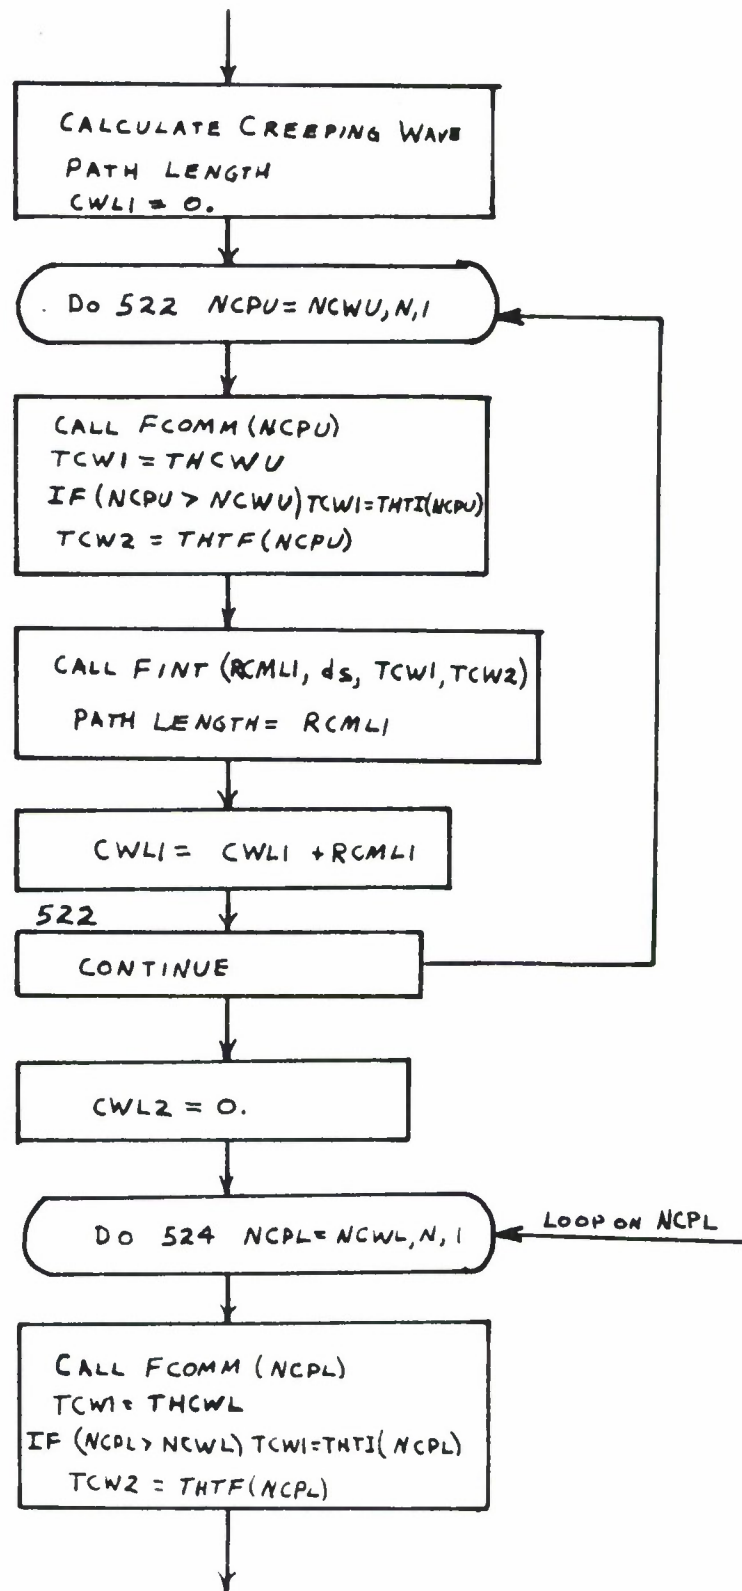 CALCULATE CREEPING WAVE
PATH LENGTH
CWL1 = 0.
DO 522 NCPU = NCWU, N, 1
CALL FCOMM (NCPU)
TCW1 = THCWU
IF (NCPU > NCWU) TCW1 = THTI(NCPU)
TCW2 = THTF(NCPU)
CALL FINT (RCML1, ds, TCW1, TCW2)
PATH LENGTH = RCML1
CWL1 = CWL1 + RCML1
522
CONTINUE
CWL2 = 0.
DO 524 NCPL = NCWL, N, 1
LOOP ON NCPL
CALL FCOMM (NCPL)
TCW1 = THCWL
IF (NCPL > NCWL) TCW1 = THTI(NCPL)
TCW2 = THTF(NCPL)